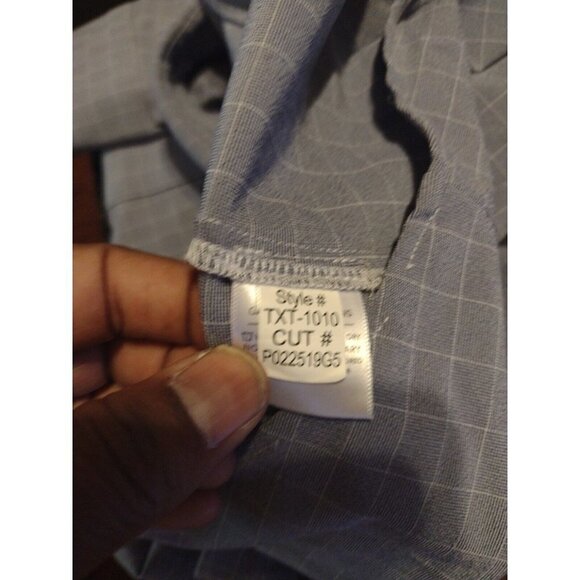 Style #
TXT-1010
CUT #
P022519G5